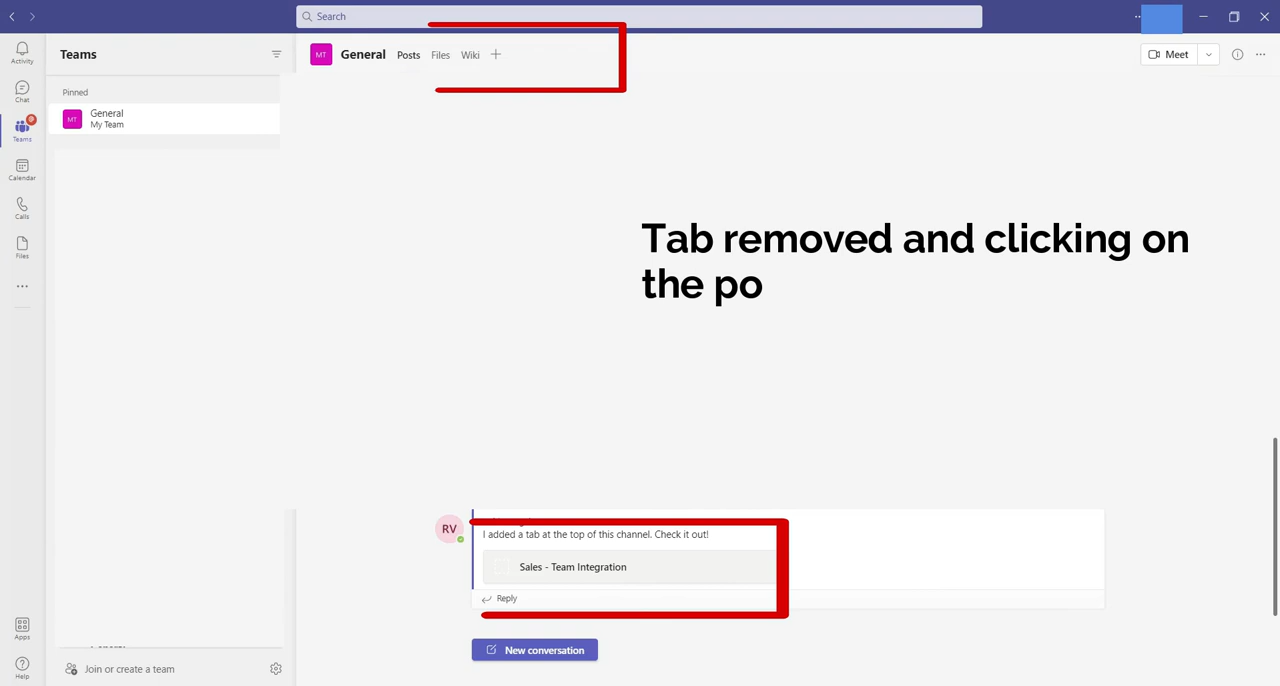 Search
Activity
Chat
Teams
Calendar
Calls
Files
Apps
Help
Teams
Pinned
MT
General
My Team
Join or create a team
MT
General Posts Files Wiki
Meet
Tab removed and clicking on
the po
RV
I added a tab at the top of this channel. Check it out!
Sales - Team Integration
Reply
New conversation